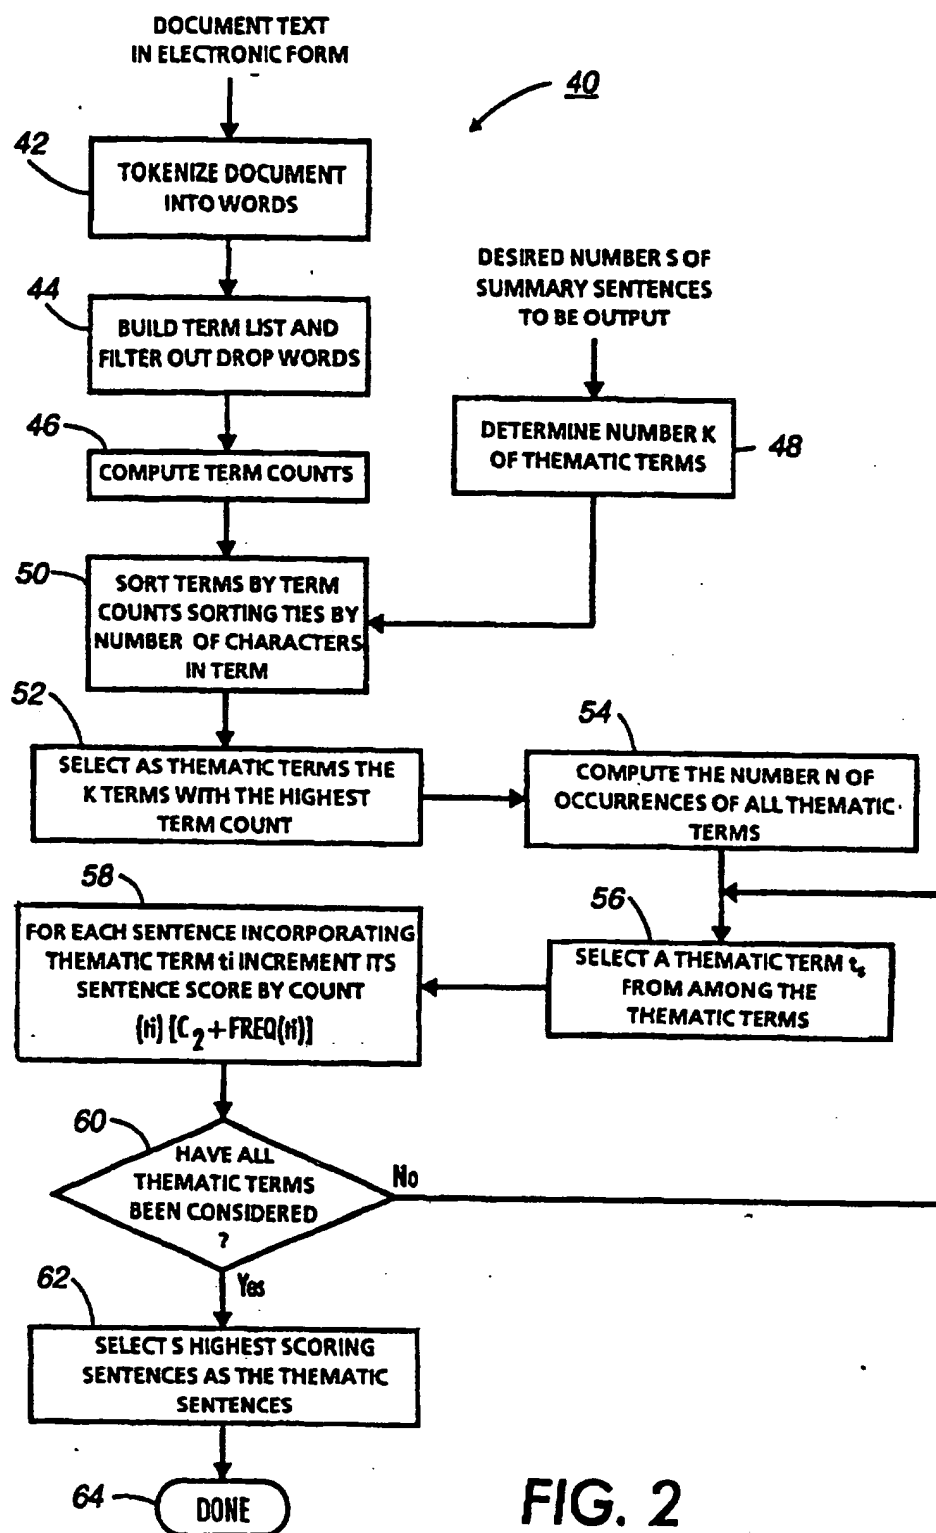 DOCUMENT TEXT
IN ELECTRONIC FORM
40
42
TOKENIZE DOCUMENT
INTO WORDS
44
BUILD TERM LIST AND
FILTER OUT DROP WORDS
DESIRED NUMBER S OF
SUMMARY SENTENCES
TO BE OUTPUT
46
COMPUTE TERM COUNTS
DETERMINE NUMBER K
OF THEMATIC TERMS
48
50
SORT TERMS BY TERM
COUNTS SORTING TIES BY
NUMBER OF CHARACTERS
IN TERM
52
SELECT AS THEMATIC TERMS THE
K TERMS WITH THE HIGHEST
TERM COUNT
54
COMPUTE THE NUMBER N OF
OCCURRENCES OF ALL THEMATIC
TERMS
56
SELECT A THEMATIC TERM ts
FROM AMONG THE
THEMATIC TERMS
58
FOR EACH SENTENCE INCORPORATING
THEMATIC TERM ti INCREMENT ITS
SENTENCE SCORE BY COUNT
{ti} [C2+FREQ(ti)]
60
HAVE ALL
THEMATIC TERMS
BEEN CONSIDERED
?
No
Yes
62
SELECT S HIGHEST SCORING
SENTENCES AS THE THEMATIC
SENTENCES
64
DONE
FIG. 2